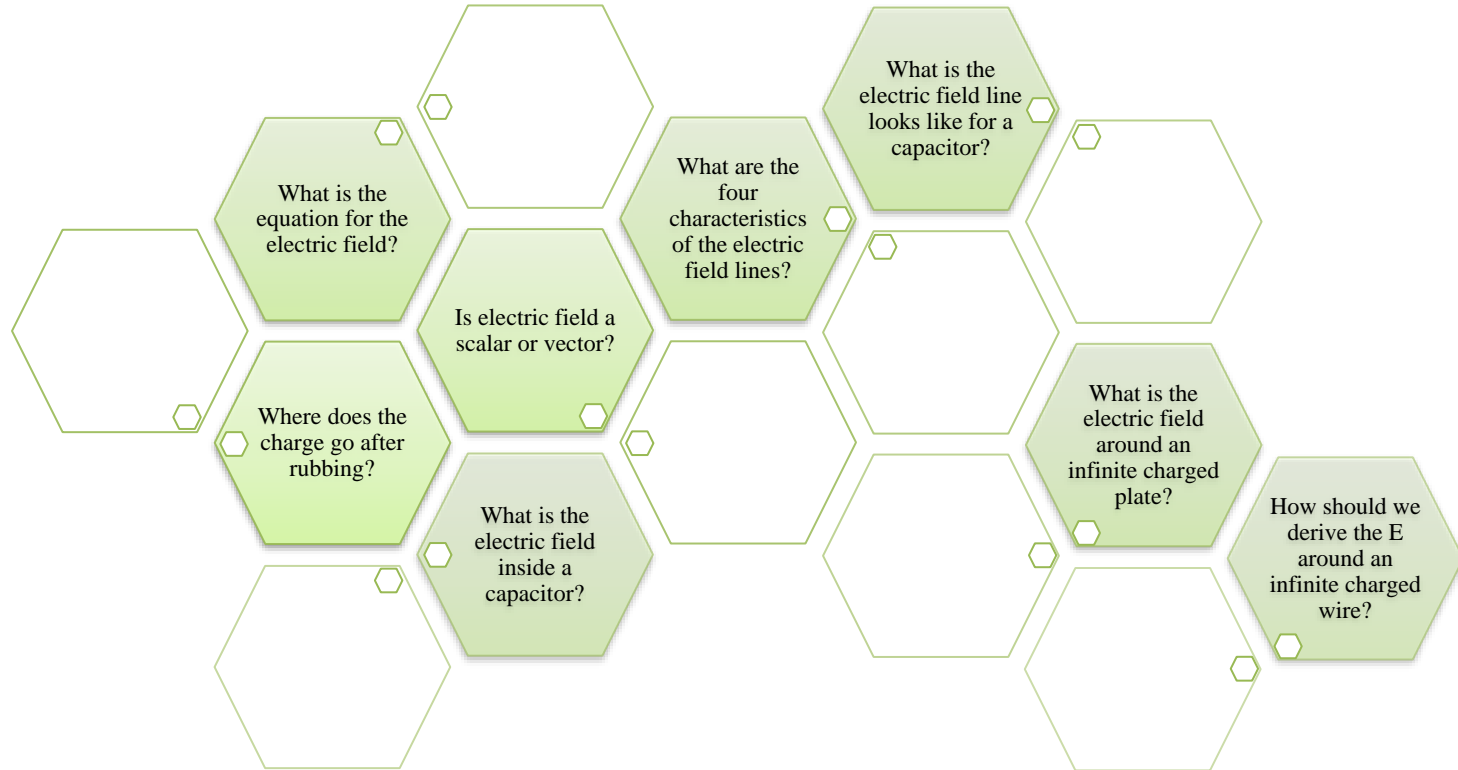 What is the
electric field line
looks like for a
capacitor?
What is the
equation for the
electric field?
What are the
four
characteristics
of the electric
field lines?
Is electric field a
scalar or vector?
Where does the
charge go after
rubbing?
What is the
electric field
around an
infinite charged
plate?
What is the
electric field
inside a
capacitor?
How should we
derive the E
around an
infinite charged
wire?